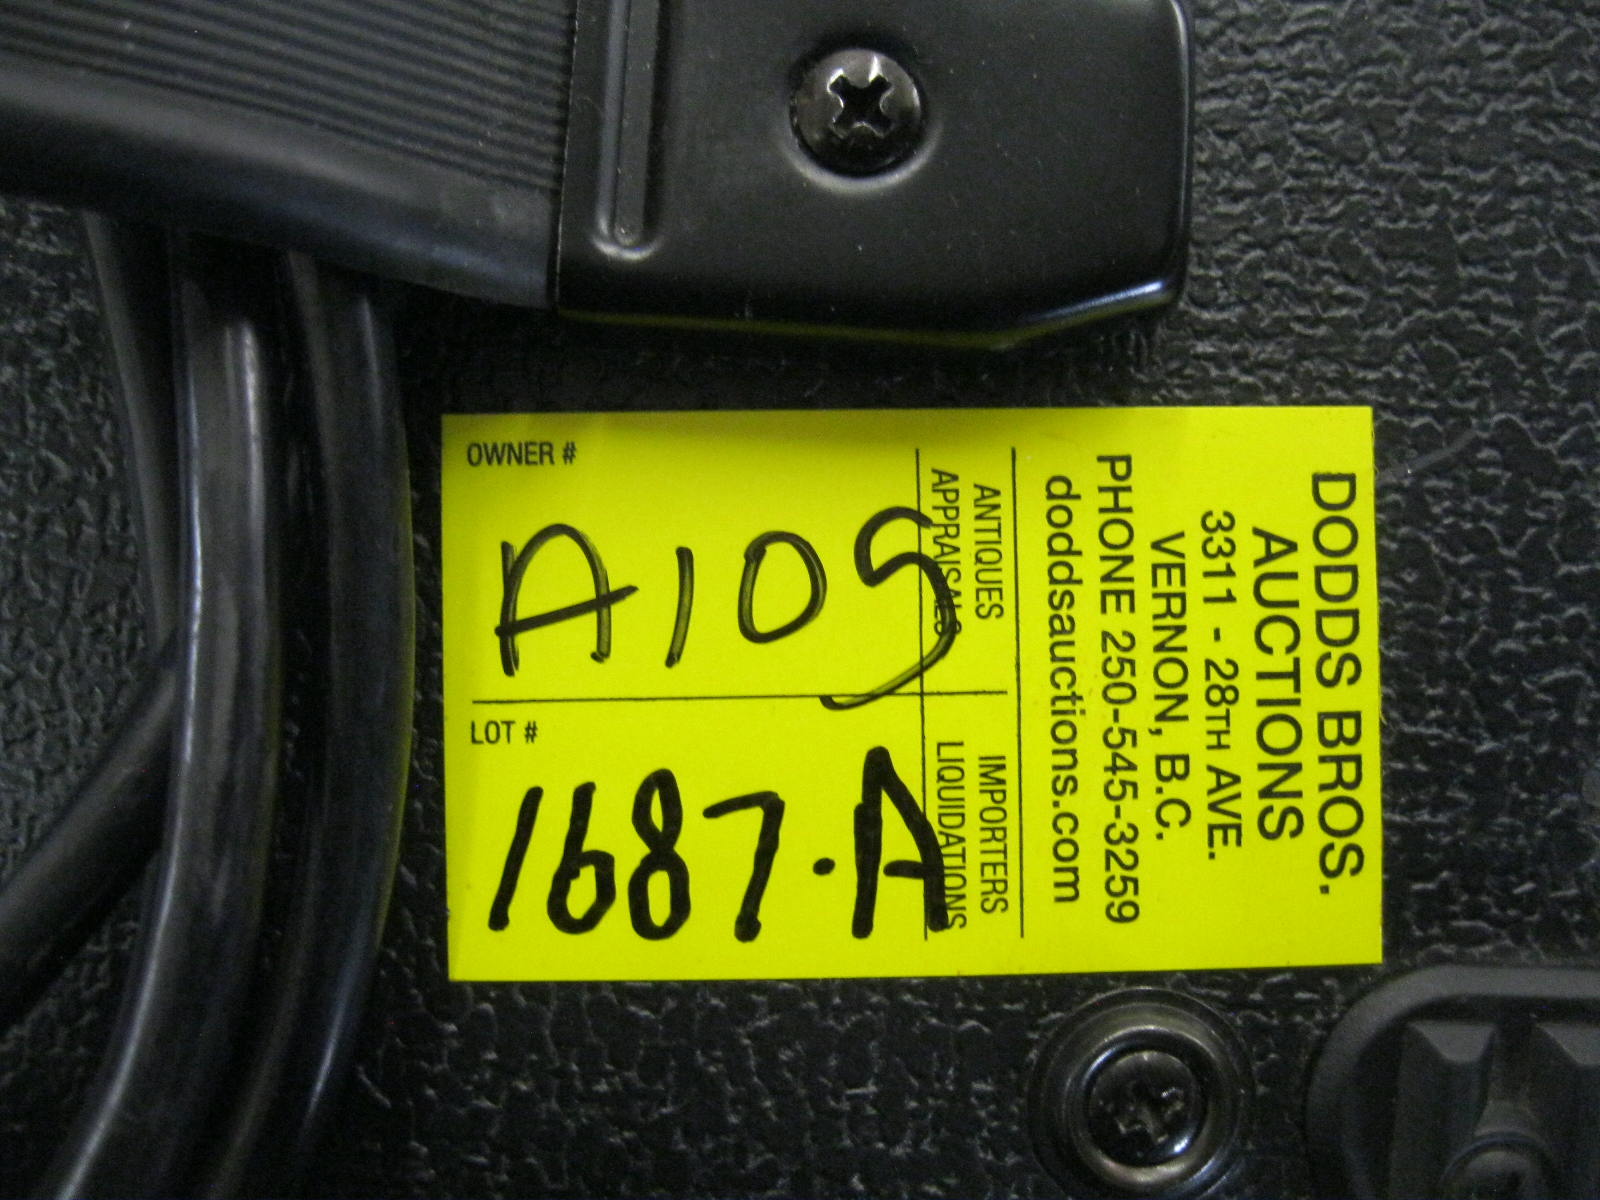 OWNER #
A105
LOT #
1687-A
DODDS BROS.
AUCTIONS
3311 - 28TH AVE.
VERNON, B.C.
PHONE 250-545-3259
doddsauctions.com
ANTIQUES
APPRAISALS
IMPORTERS
LIQUIDATIONS